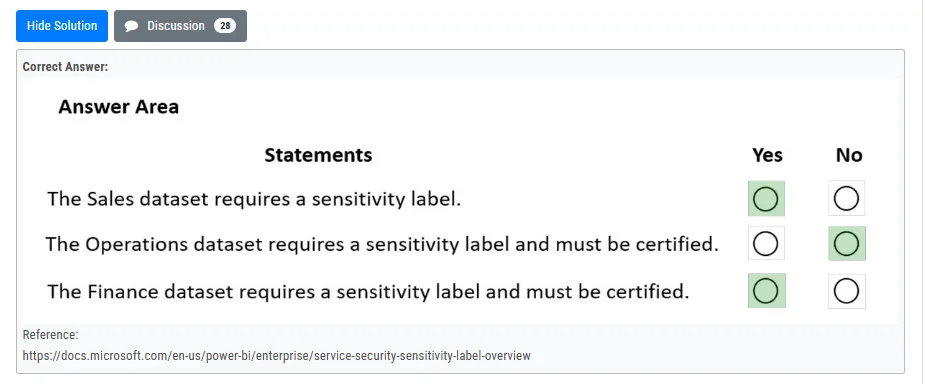 Hide Solution Discussion 28
Correct Answer:
Answer Area
Statements Yes No
The Sales dataset requires a sensitivity label.
The Operations dataset requires a sensitivity label and must be certified.
The Finance dataset requires a sensitivity label and must be certified.
Reference:
https://docs.microsoft.com/en-us/power-bi/enterprise/service-security-sensitivity-label-overview